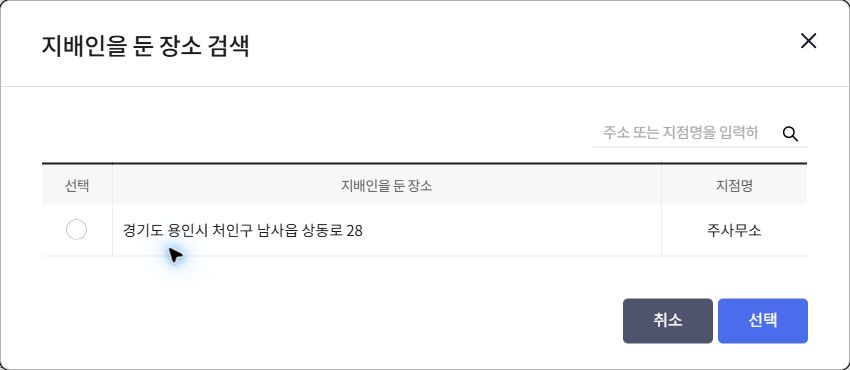 지배인을 둔 장소 검색
주소 또는 지점명을 입력하
선택 지배인을 둔 장소 지점명
경기도 용인시 처인구 남사읍 상동로 28 주사무소
취소 선택